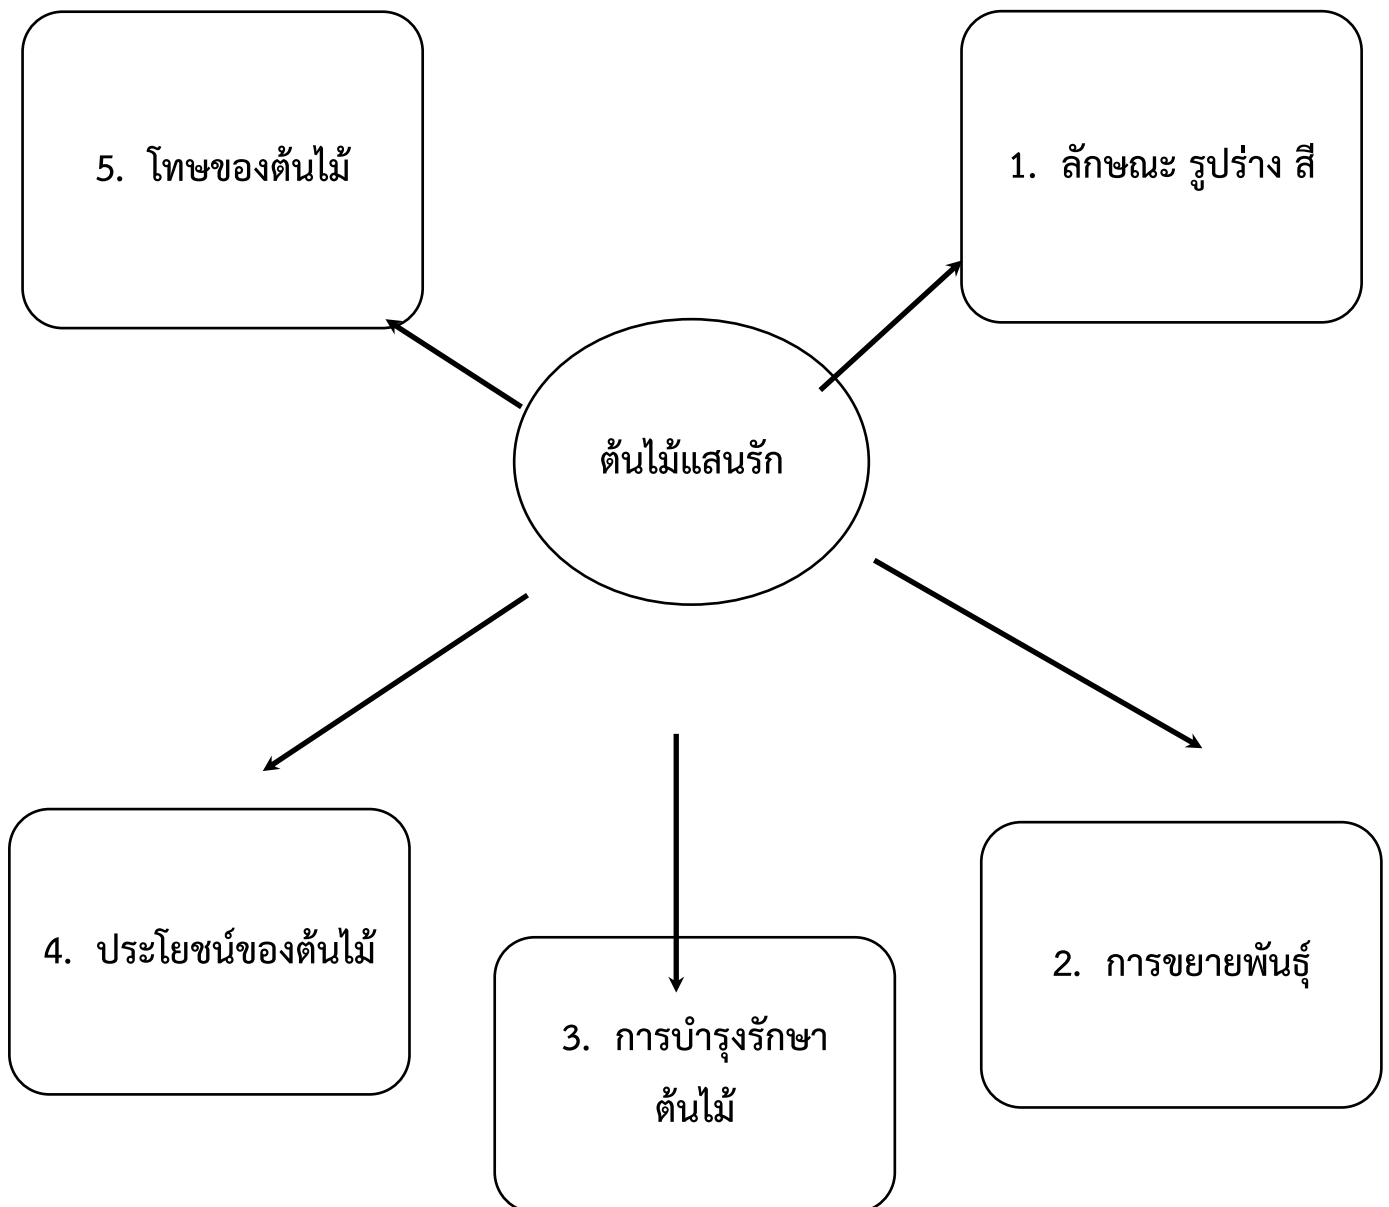 5. โทษของต้นไม้
1. ลักษณะ รูปร่าง สี
ต้นไม้แสนรัก
4. ประโยชน์ของต้นไม้
2. การขยายพันธุ์
3. การบำรุงรักษา
ต้นไม้